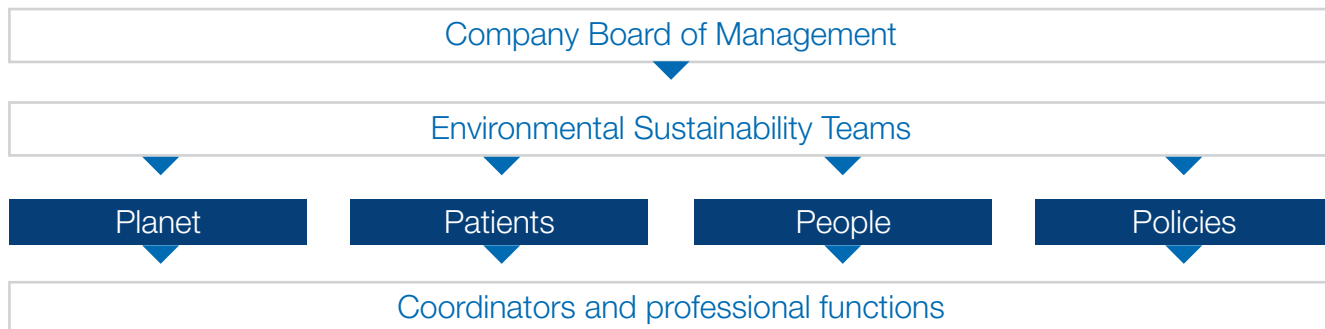 Company Board of Management
Environmental Sustainability Teams
Planet
Patients
People
Policies
Coordinators and professional functions